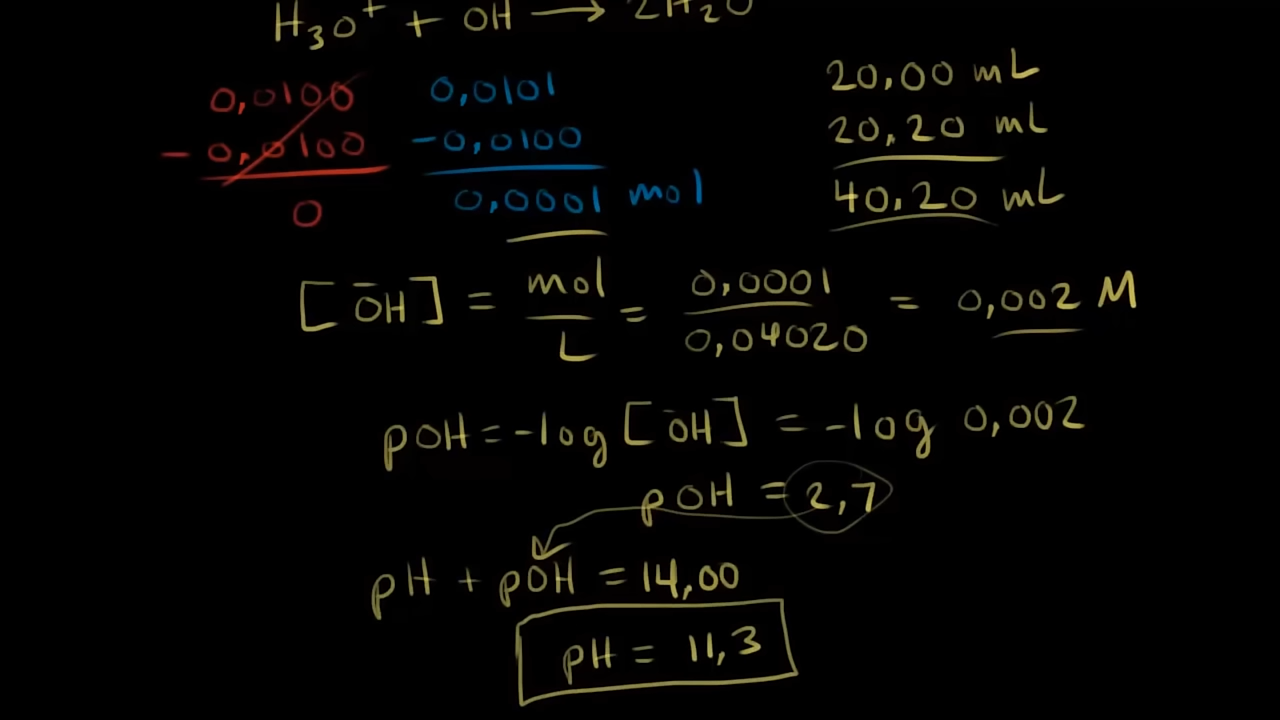 H₃O⁺ + OH ⟶ 2H₂O
0,0100 0,0101 20,00 mL
- 0,0100 -0,0100 20,20 mL
0 0,0001 mol 40,20 mL
[ŌH] = mol/L = 0,0001/0,04020 = 0,002 M
pOH = -log [ŌH] = -log 0,002
pOH = 2,7
pH + pOH = 14,00
pH = 11,3